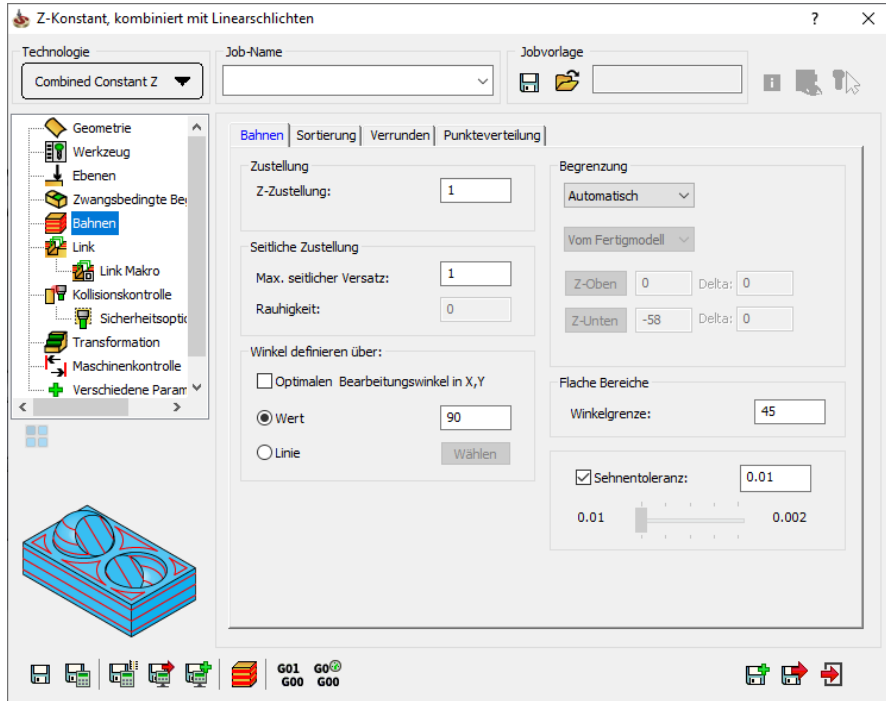 Z-Konstant, kombiniert mit Linearschlichten ?
Technologie
Combined Constant Z
Job-Name
Jobvorlage
Geometrie
Werkzeug
Ebenen
Zwangsbedingte Be
Bahnen
Link
Link Makro
Kollisionskontrolle
Sicherheitsoptio
Transformation
Maschinenkontrolle
Verschiedene Param
Bahnen Sortierung Verrunden Punkteverteilung
Zustellung
Z-Zustellung: 1
Seitliche Zustellung
Max. seitlicher Versatz: 1
Rauhigkeit: 0
Winkel definieren über:
Optimalen Bearbeitungswinkel in X,Y
Wert 90
Linie Wählen
Begrenzung
Automatisch
Vom Fertigmodell
Z-Oben 0 Delta: 0
Z-Unten -58 Delta: 0
Flache Bereiche
Winkelgrenze: 45
Sehnentoleranz: 0.01
0.01 0.002
G01 G0
G00 G00